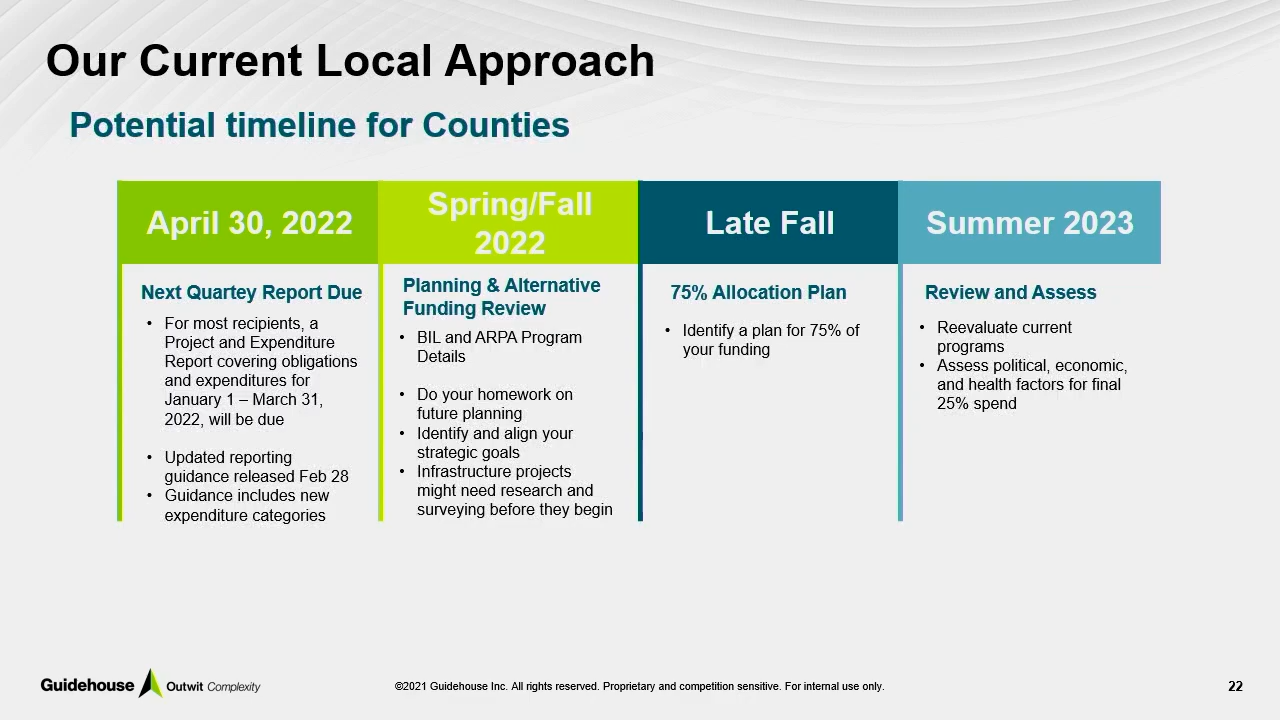 Our Current Local Approach
Potential timeline for Counties
April 30, 2022
Next Quartey Report Due
• For most recipients, a
Project and Expenditure
Report covering obligations
and expenditures for
January 1 – March 31,
2022, will be due
• Updated reporting
guidance released Feb 28
• Guidance includes new
expenditure categories
Spring/Fall
2022
Planning & Alternative
Funding Review
• BIL and ARPA Program
Details
• Do your homework on
future planning
• Identify and align your
strategic goals
• Infrastructure projects
might need research and
surveying before they begin
Late Fall
75% Allocation Plan
• Identify a plan for 75% of
your funding
Summer 2023
Review and Assess
• Reevaluate current
programs
• Assess political, economic,
and health factors for final
25% spend
Guidehouse Outwit Complexity
©2021 Guidehouse Inc. All rights reserved. Proprietary and competition sensitive. For internal use only.
22